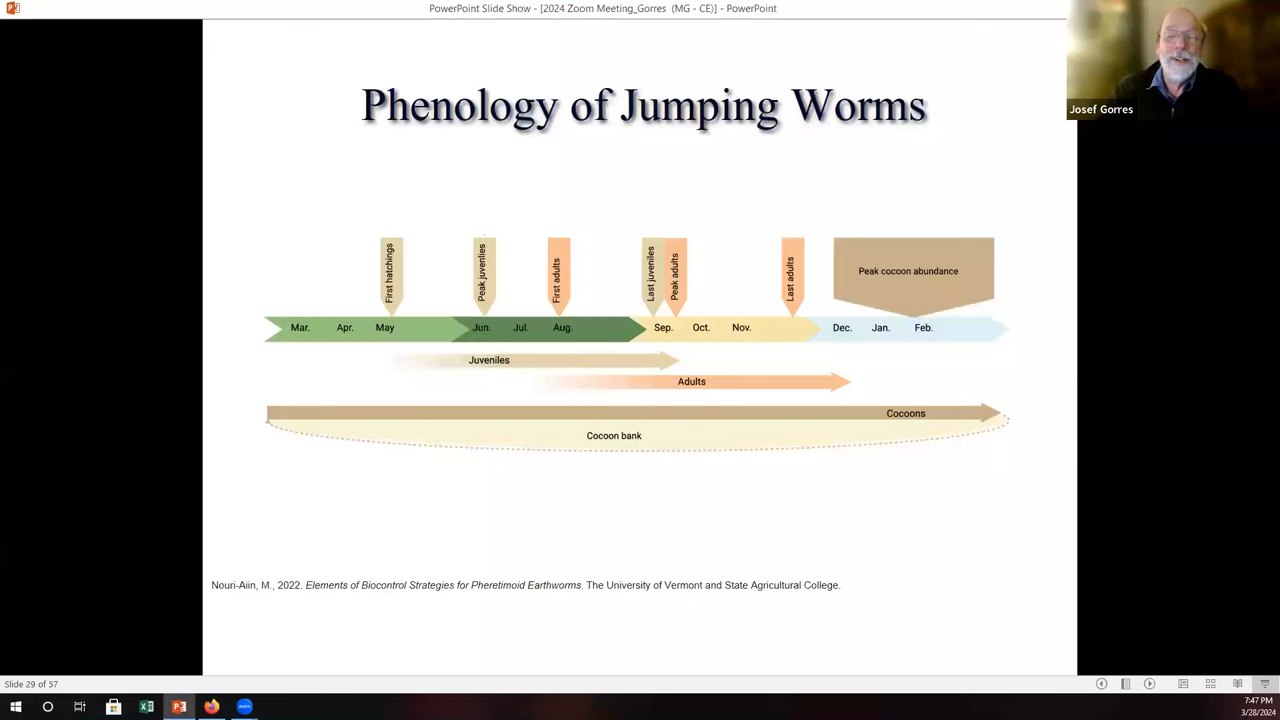 PowerPoint Slide Show - [2024 Zoom Meeting_Gorres (MG - CE)] - PowerPoint
Josef Gorres
Phenology of Jumping Worms
First hatchings
Peak juvenlies
First adults
Last juveniles
Peak adults
Last adults
Peak cocoon abundance
Mar. Apr. May Jun. Jul. Aug. Sep. Oct. Nov. Dec. Jan. Feb.
Juveniles
Adults
Cocoons
Cocoon bank
Nouri-Aiin, M., 2022. Elements of Biocontrol Strategies for Pheretimoid Earthworms. The University of Vermont and State Agricultural College.
Slide 29 of 57
zoom
7:47 PM
3/28/2024